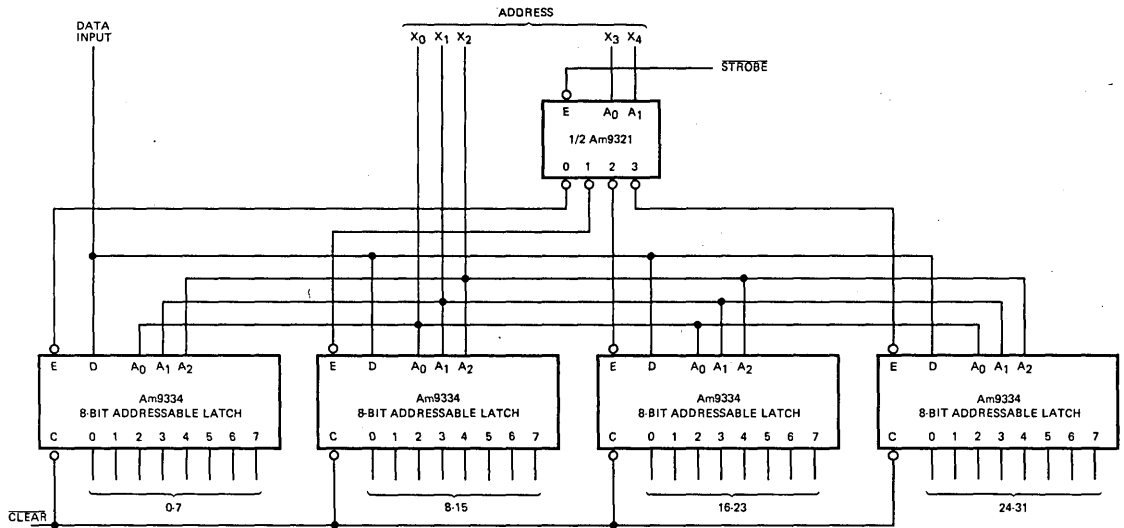 DATA INPUT
ADDRESS
X0 X1 X2 X3 X4
STROBE
E A0 A1
1/2 Am9321
0 1 2 3
E D A0 A1 A2
Am9334
8-BIT ADDRESSABLE LATCH
C 0 1 2 3 4 5 6 7
0-7
E D A0 A1 A2
Am9334
8-BIT ADDRESSABLE LATCH
C 0 1 2 3 4 5 6 7
8-15
E D A0 A1 A2
Am9334
8-BIT ADDRESSABLE LATCH
C 0 1 2 3 4 5 6 7
16-23
E D A0 A1 A2
Am9334
8-BIT ADDRESSABLE LATCH
C 0 1 2 3 4 5 6 7
24-31
CLEAR